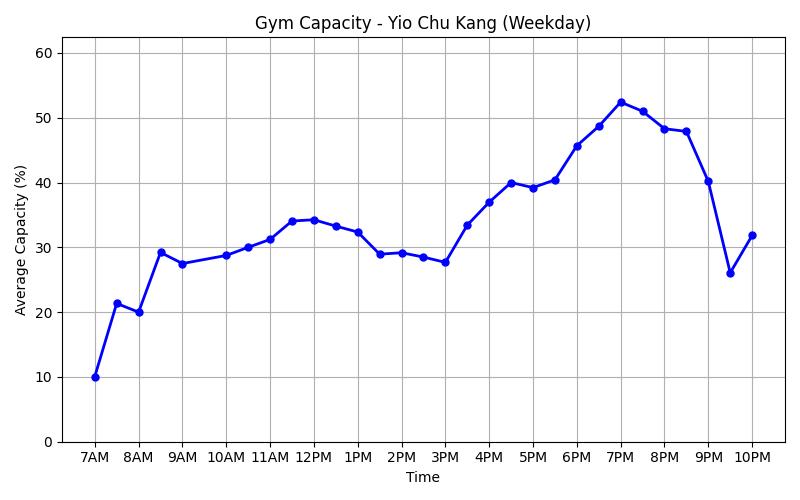 Gym Capacity - Yio Chu Kang (Weekday)
60
50
40
30
20
10
0
Average Capacity (%)
7AM 8AM 9AM 10AM 11AM 12PM 1PM 2PM 3PM 4PM 5PM 6PM 7PM 8PM 9PM 10PM
Time